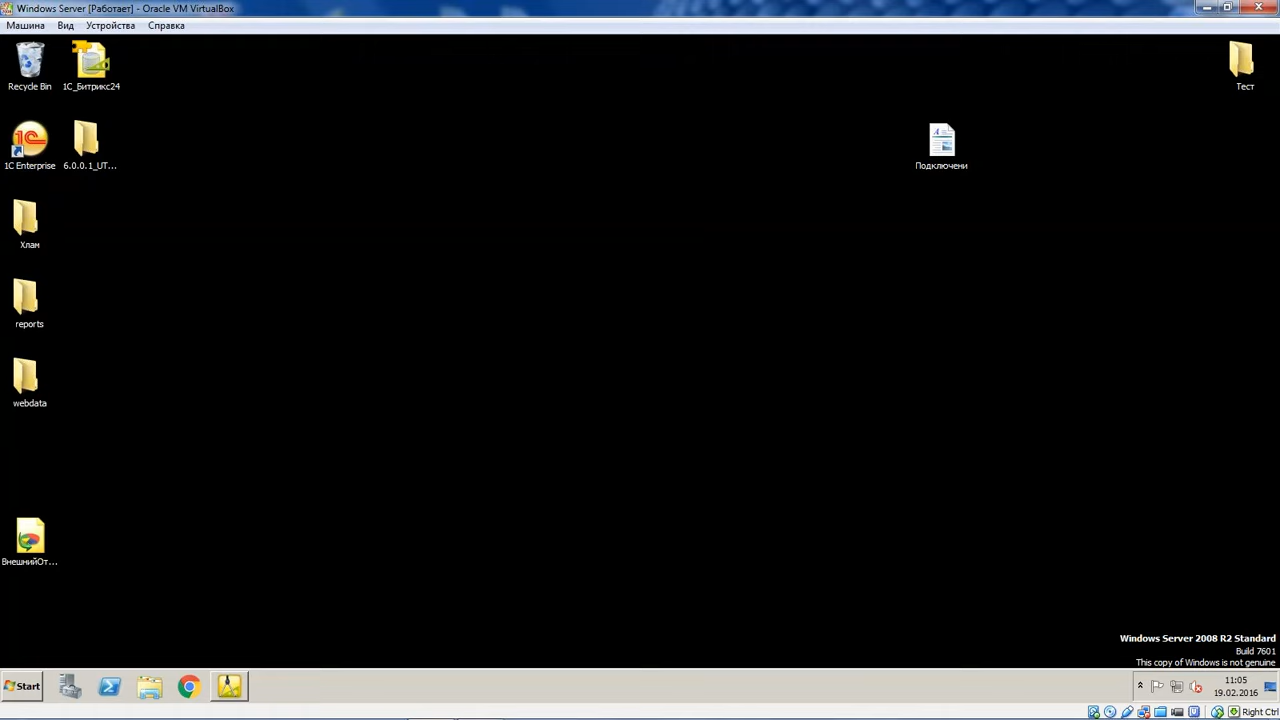 Windows Server [Работает] - Oracle VM VirtualBox
Машина Вид Устройства Справка
Recycle Bin
1С_Битрикс24
Тест
1C Enterprise
6.0.0.1_UT...
Подключени
Хлам
reports
webdata
ВнешнийОт...
Windows Server 2008 R2 Standard
Build 7601
This copy of Windows is not genuine
Start
11:05
19.02.2016
Right Ctrl